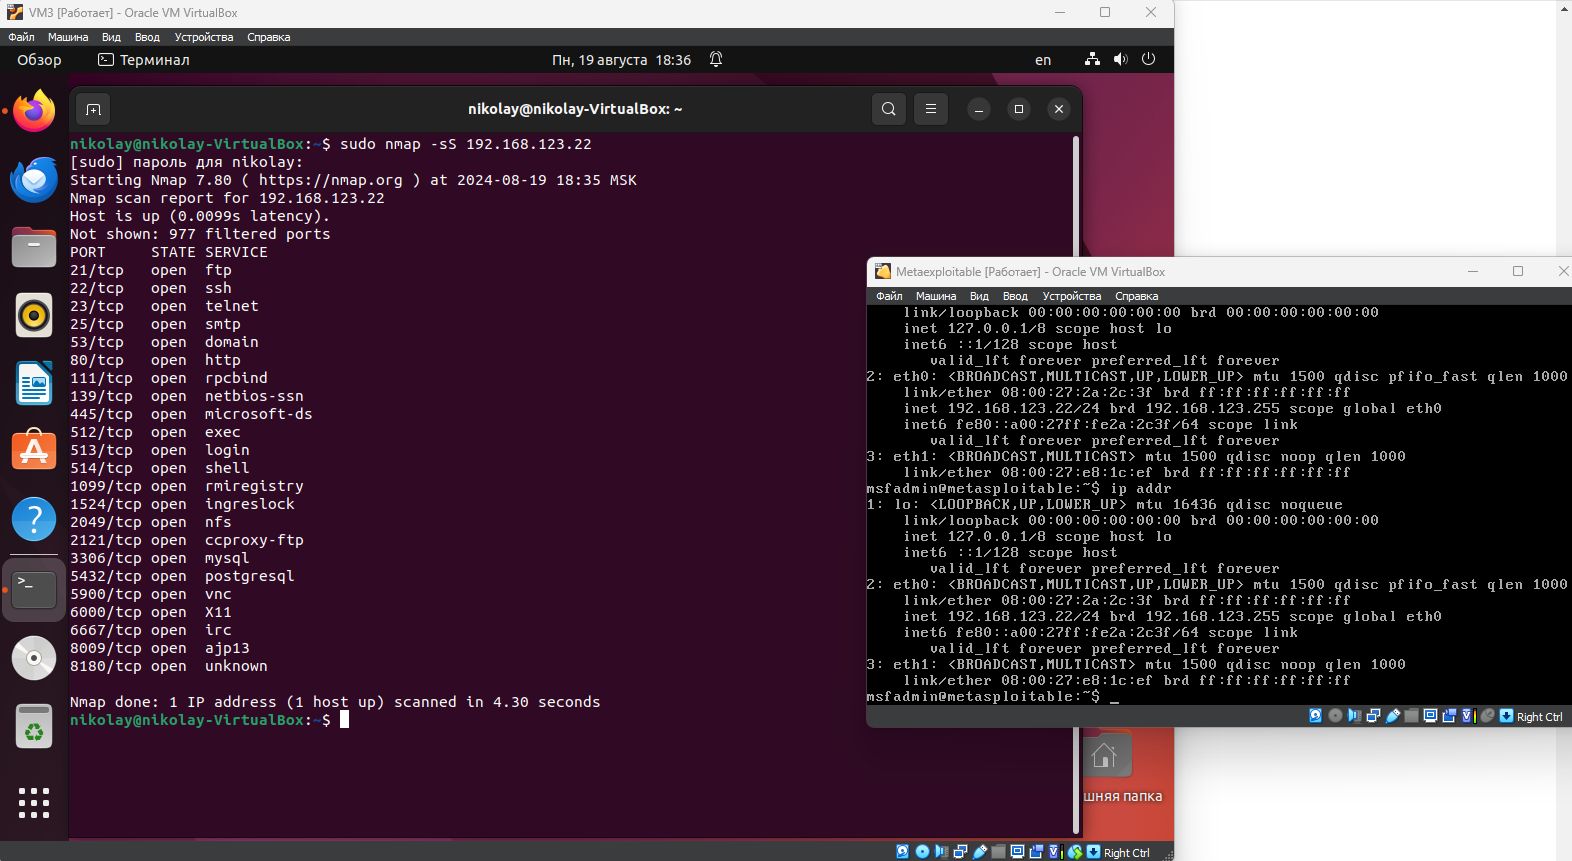 VM3 [Работает] - Oracle VM VirtualBox
Файл Машина Вид Ввод Устройства Справка
Обзор Терминал Пн, 19 августа 18:36 en
nikolay@nikolay-VirtualBox: ~
nikolay@nikolay-VirtualBox:~$ sudo nmap -sS 192.168.123.22
[sudo] пароль для nikolay:
Starting Nmap 7.80 ( https://nmap.org ) at 2024-08-19 18:35 MSK
Nmap scan report for 192.168.123.22
Host is up (0.0099s latency).
Not shown: 977 filtered ports
PORT STATE SERVICE
21/tcp open ftp
22/tcp open ssh
23/tcp open telnet
25/tcp open smtp
53/tcp open domain
80/tcp open http
111/tcp open rpcbind
139/tcp open netbios-ssn
445/tcp open microsoft-ds
512/tcp open exec
513/tcp open login
514/tcp open shell
1099/tcp open rmiregistry
1524/tcp open ingreslock
2049/tcp open nfs
2121/tcp open ccproxy-ftp
3306/tcp open mysql
5432/tcp open postgresql
5900/tcp open vnc
6000/tcp open X11
6667/tcp open irc
8009/tcp open ajp13
8180/tcp open unknown
Nmap done: 1 IP address (1 host up) scanned in 4.30 seconds
nikolay@nikolay-VirtualBox:~$
Metaexploitable [Работает] - Oracle VM VirtualBox
Файл Машина Вид Ввод Устройства Справка
link/loopback 00:00:00:00:00:00 brd 00:00:00:00:00:00
inet 127.0.0.1/8 scope host lo
inet6 ::1/128 scope host
valid_lft forever preferred_lft forever
2: eth0: <BROADCAST,MULTICAST,UP,LOWER_UP> mtu 1500 qdisc pfifo_fast qlen 1000
link/ether 08:00:27:2a:2c:3f brd ff:ff:ff:ff:ff:ff
inet 192.168.123.22/24 brd 192.168.123.255 scope global eth0
inet6 fe80::a00:27ff:fe2a:2c3f/64 scope link
valid_lft forever preferred_lft forever
3: eth1: <BROADCAST,MULTICAST> mtu 1500 qdisc noop qlen 1000
link/ether 08:00:27:e8:1c:ef brd ff:ff:ff:ff:ff:ff
msfadmin@metasploitable:~$ ip addr
1: lo: <LOOPBACK,UP,LOWER_UP> mtu 16436 qdisc noqueue
link/loopback 00:00:00:00:00:00 brd 00:00:00:00:00:00
inet 127.0.0.1/8 scope host lo
inet6 ::1/128 scope host
valid_lft forever preferred_lft forever
2: eth0: <BROADCAST,MULTICAST,UP,LOWER_UP> mtu 1500 qdisc pfifo_fast qlen 1000
link/ether 08:00:27:2a:2c:3f brd ff:ff:ff:ff:ff:ff
inet 192.168.123.22/24 brd 192.168.123.255 scope global eth0
inet6 fe80::a00:27ff:fe2a:2c3f/64 scope link
valid_lft forever preferred_lft forever
3: eth1: <BROADCAST,MULTICAST> mtu 1500 qdisc noop qlen 1000
link/ether 08:00:27:e8:1c:ef brd ff:ff:ff:ff:ff:ff
msfadmin@metasploitable:~$ _
Right Ctrl
шняя папка
Right Ctrl